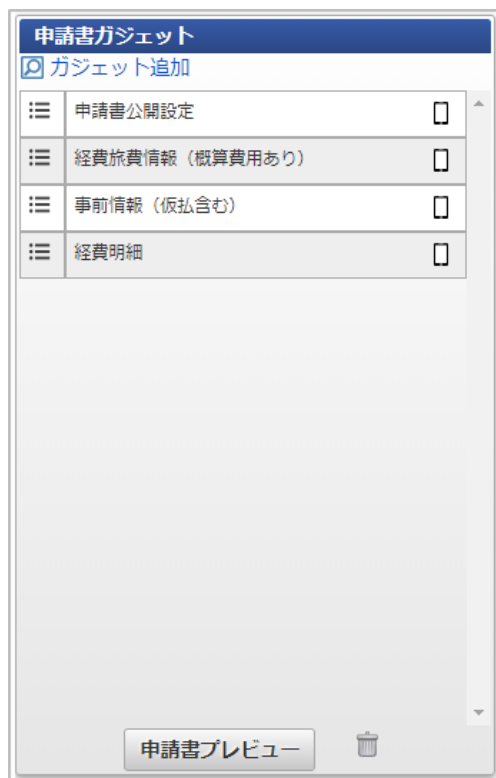 申請書ガジェット
ガジェット追加
申請書公開設定
経費旅費情報（概算費用あり）
事前情報（仮払含む）
経費明細
申請書プレビュー